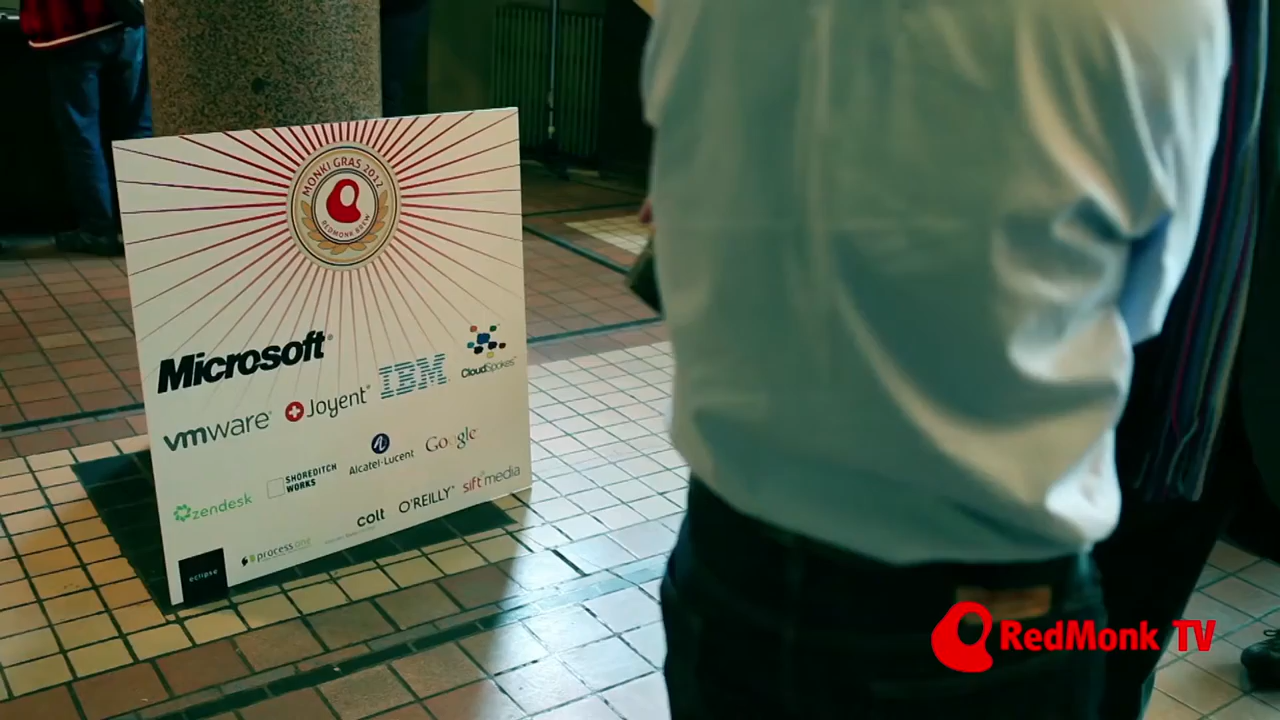 MONKI GRAS 2012
REDMONK BREW
Microsoft
IBM
CloudSpokes
vmware
Joyent
Alcatel-Lucent
Google
zendesk
SHOREDITCH
WORKS
colt
O'REILLY
sift media
eclipse
process one
RedMonk TV